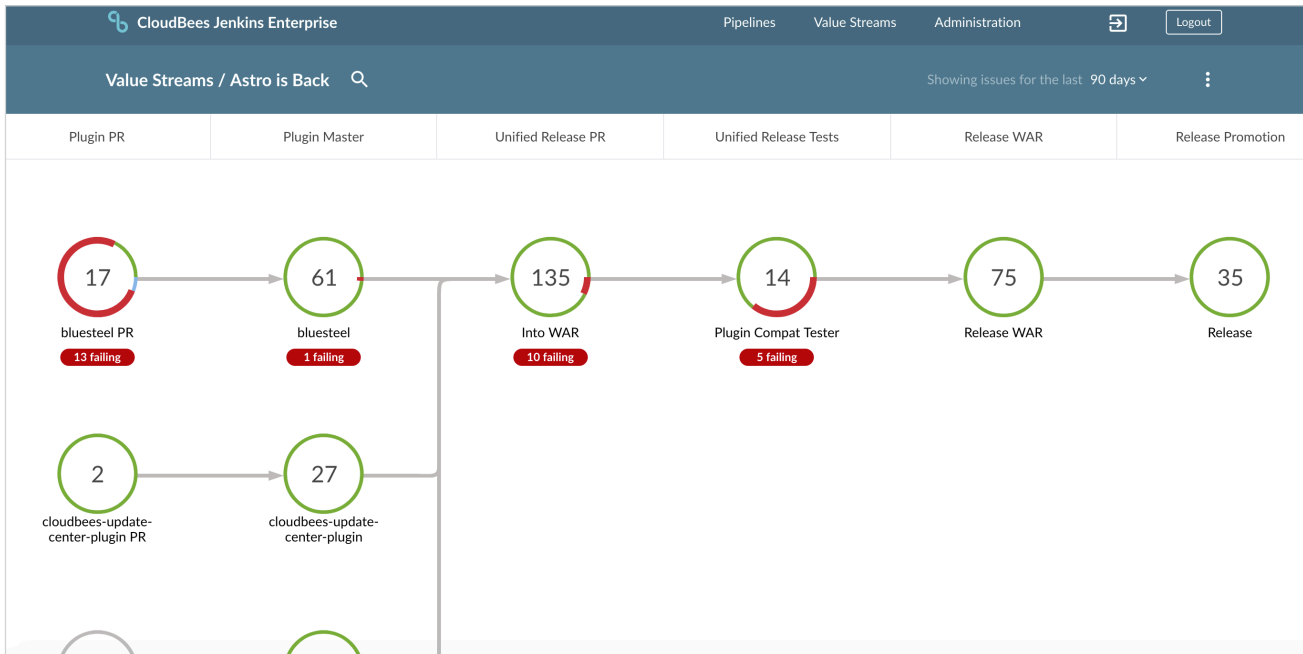 CloudBees Jenkins Enterprise
Pipelines
Value Streams
Administration
Logout
Value Streams / Astro is Back
Showing issues for the last 90 days
Plugin PR
Plugin Master
Unified Release PR
Unified Release Tests
Release WAR
Release Promotion
17
61
135
14
75
35
bluesteel PR
bluesteel
Into WAR
Plugin Compat Tester
Release WAR
Release
13 failing
1 failing
10 failing
5 failing
2
27
cloudbees-update-
center-plugin PR
cloudbees-update-
center-plugin